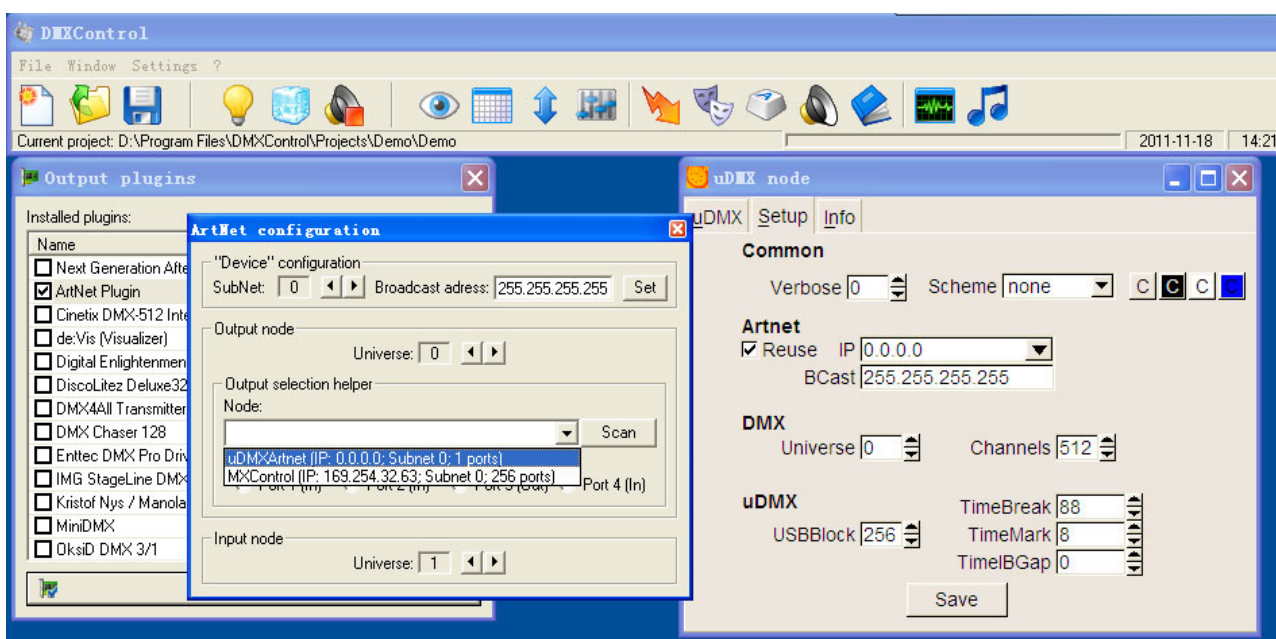 DMXControl
File Window Settings ?
Current project: D:\Program Files\DMXControl\Projects\Demo\Demo
2011-11-18 14:21
Output plugins
Installed plugins:
Name
Next Generation Afte
ArtNet Plugin
Cinetix DMX-512 Inte
de:Vis (Visualizer)
Digital Enlightenmen
DiscoLitez Deluxe32
DMX4All Transmitter
DMX Chaser 128
Enttec DMX Pro Driv
IMG StageLine DMX
Kristof Nys / Manola
MiniDMX
OksiD DMX 3/1
ArtNet configuration
"Device" configuration
SubNet: 0 Broadcast adress: 255.255.255.255 Set
Output node
Universe: 0
Output selection helper
Node:
Scan
uDMXArtnet (IP: 0.0.0.0; Subnet 0; 1 ports)
MXControl (IP: 169.254.32.63; Subnet 0; 256 ports)
Port 1 (In) Port 2 (In) Port 3 (Out) Port 4 (In)
Input node
Universe: 1
uDMX node
uDMX Setup Info
Common
Verbose 0 Scheme none C C C C
Artnet
Reuse IP 0.0.0.0
BCast 255.255.255.255
DMX
Universe 0 Channels 512
uDMX
TimeBreak 88
USBBlock 256 TimeMark 8
TimeIBGap 0
Save